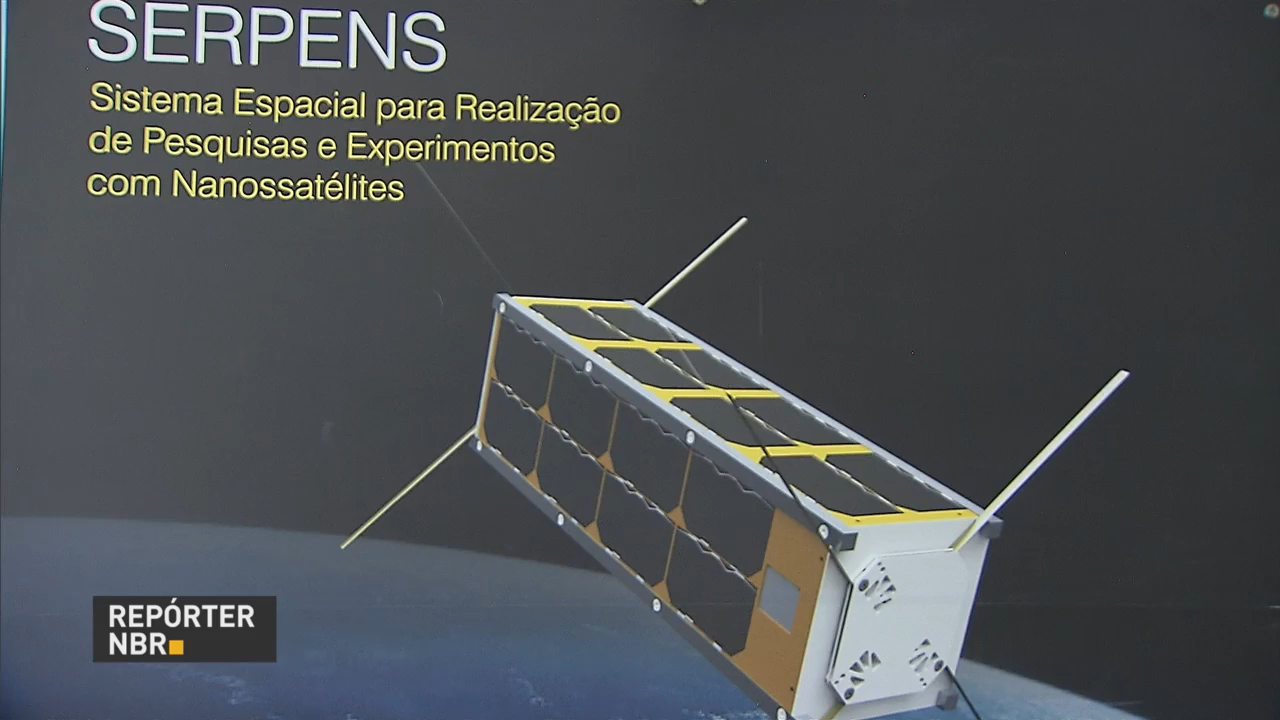 SERPENS
Sistema Espacial para Realização
de Pesquisas e Experimentos
com Nanossatélites
REPÓRTER
NBR